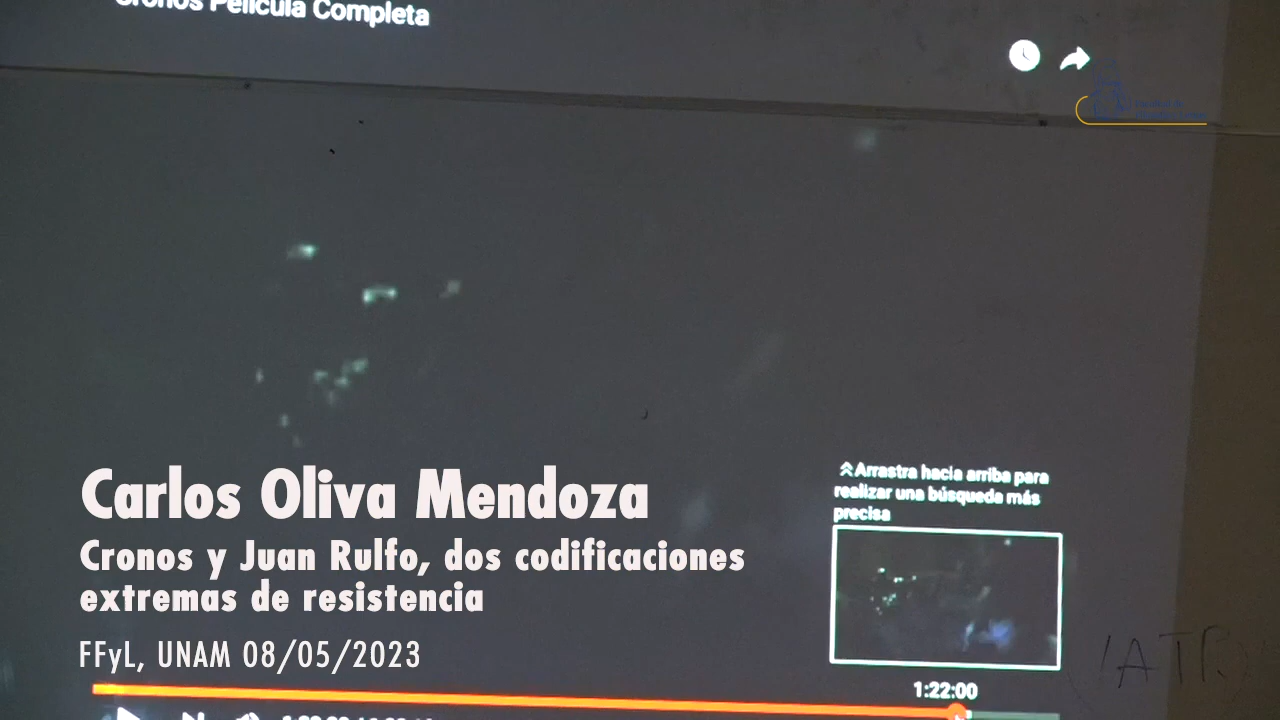 Cronos Película Completa
Arrastra hacia arriba para
realizar una búsqueda más
precisa
Carlos Oliva Mendoza
Cronos y Juan Rulfo, dos codificaciones
extremas de resistencia
FFyL, UNAM 08/05/2023
1:22:00